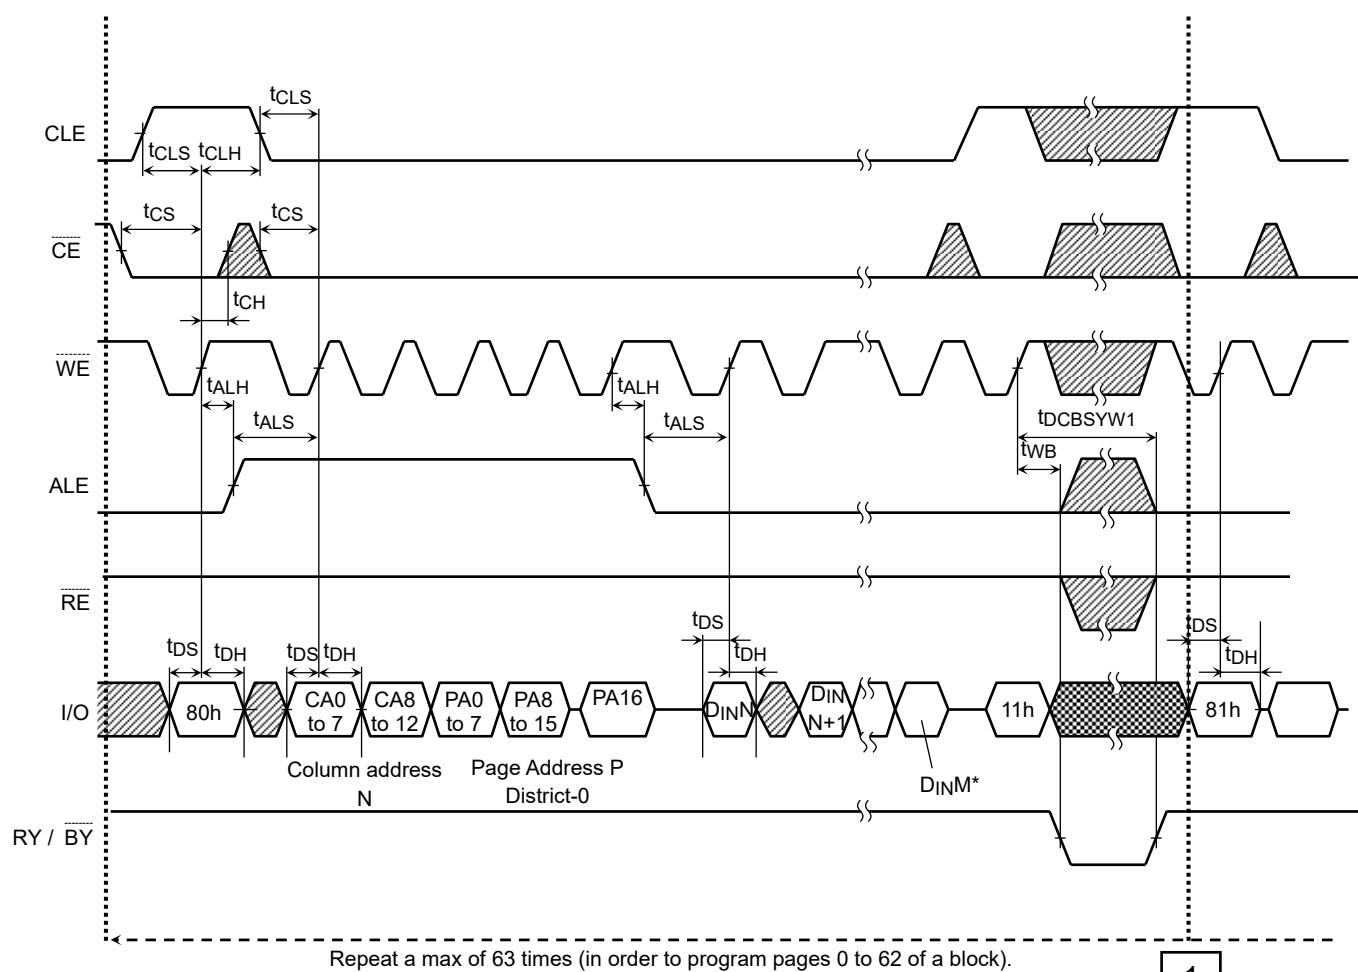 tCLS
CLE
tCLS tCLH
tCS tCS
CE
tCH
WE
tALH tALH
tALS tALS
tDCBSYW1
tWB
ALE
RE
tDS tDH tDS tDH tDS tDH tDS tDH
I/O
80h
CA0 to 7
CA8 to 12
PA0 to 7
PA8 to 15
PA16
DINN
DIN N+1
11h
81h
Column address N
Page Address P District-0
DINM*
RY / BY
Repeat a max of 63 times (in order to program pages 0 to 62 of a block).